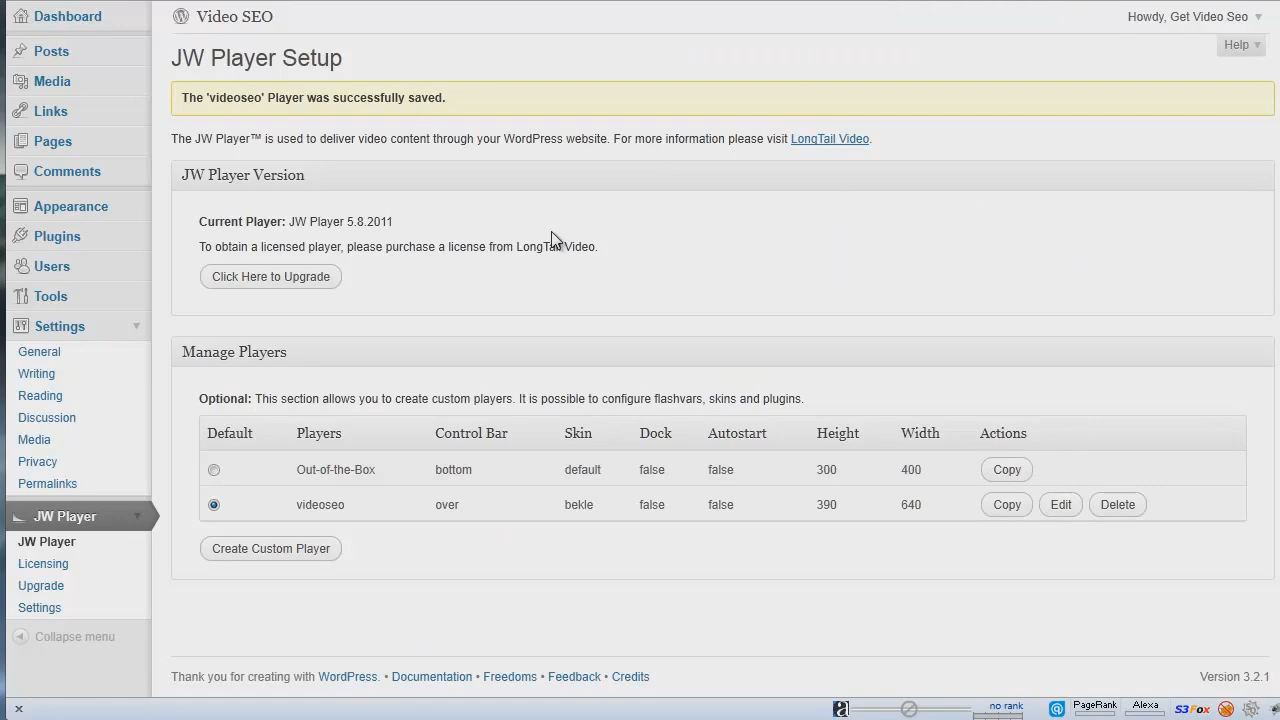 Dashboard
Posts
Media
Links
Pages
Comments
Appearance
Plugins
Users
Tools
Settings
General
Writing
Reading
Discussion
Media
Privacy
Permalinks
JW Player
JW Player
Licensing
Upgrade
Settings
Collapse menu
Video SEO
Howdy, Get Video Seo
Help
JW Player Setup
The 'videoseo' Player was successfully saved.
The JW Player™ is used to deliver video content through your WordPress website. For more information please visit LongTail Video.
JW Player Version
Current Player: JW Player 5.8.2011
To obtain a licensed player, please purchase a license from LongTail Video.
Click Here to Upgrade
Manage Players
Optional: This section allows you to create custom players. It is possible to configure flashvars, skins and plugins.
Default Players Control Bar Skin Dock Autostart Height Width Actions
Out-of-the-Box bottom default false false 300 400 Copy
videoseo over bekle false false 390 640 Copy Edit Delete
Create Custom Player
Thank you for creating with WordPress. • Documentation • Freedoms • Feedback • Credits
Version 3.2.1
a no rank PageRank Alexa S3Fox